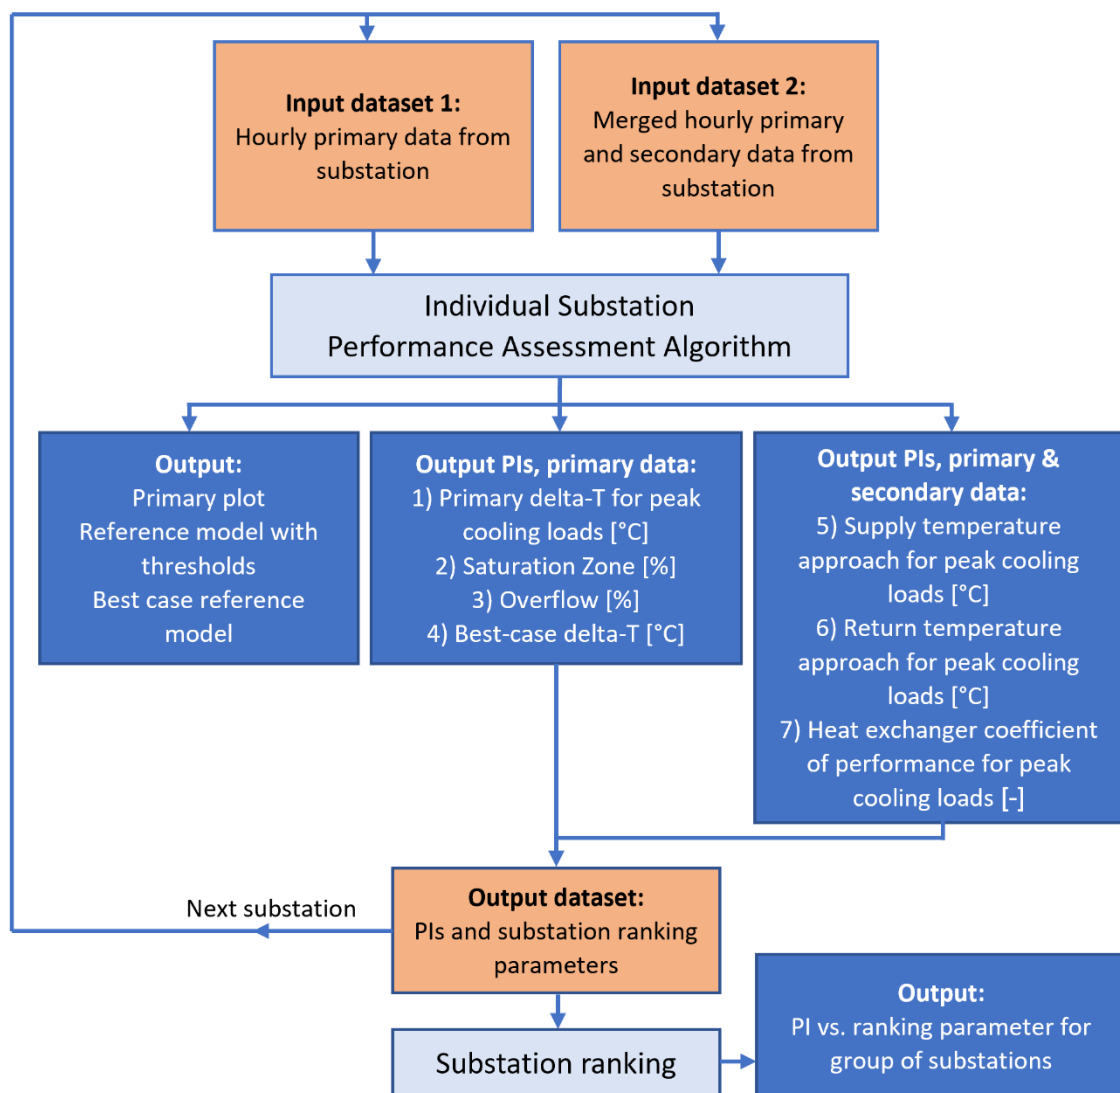 Input dataset 1:
Hourly primary data from
substation
Input dataset 2:
Merged hourly primary
and secondary data from
substation
Individual Substation
Performance Assessment Algorithm
Output:
Primary plot
Reference model with
thresholds
Best case reference
model
Output PIs, primary data:
1) Primary delta-T for peak
cooling loads [°C]
2) Saturation Zone [%]
3) Overflow [%]
4) Best-case delta-T [°C]
Output PIs, primary &
secondary data:
5) Supply temperature
approach for peak cooling
loads [°C]
6) Return temperature
approach for peak cooling
loads [°C]
7) Heat exchanger coefficient
of performance for peak
cooling loads [-]
Next substation
Output dataset:
PIs and substation ranking
parameters
Substation ranking
Output:
PI vs. ranking parameter for
group of substations